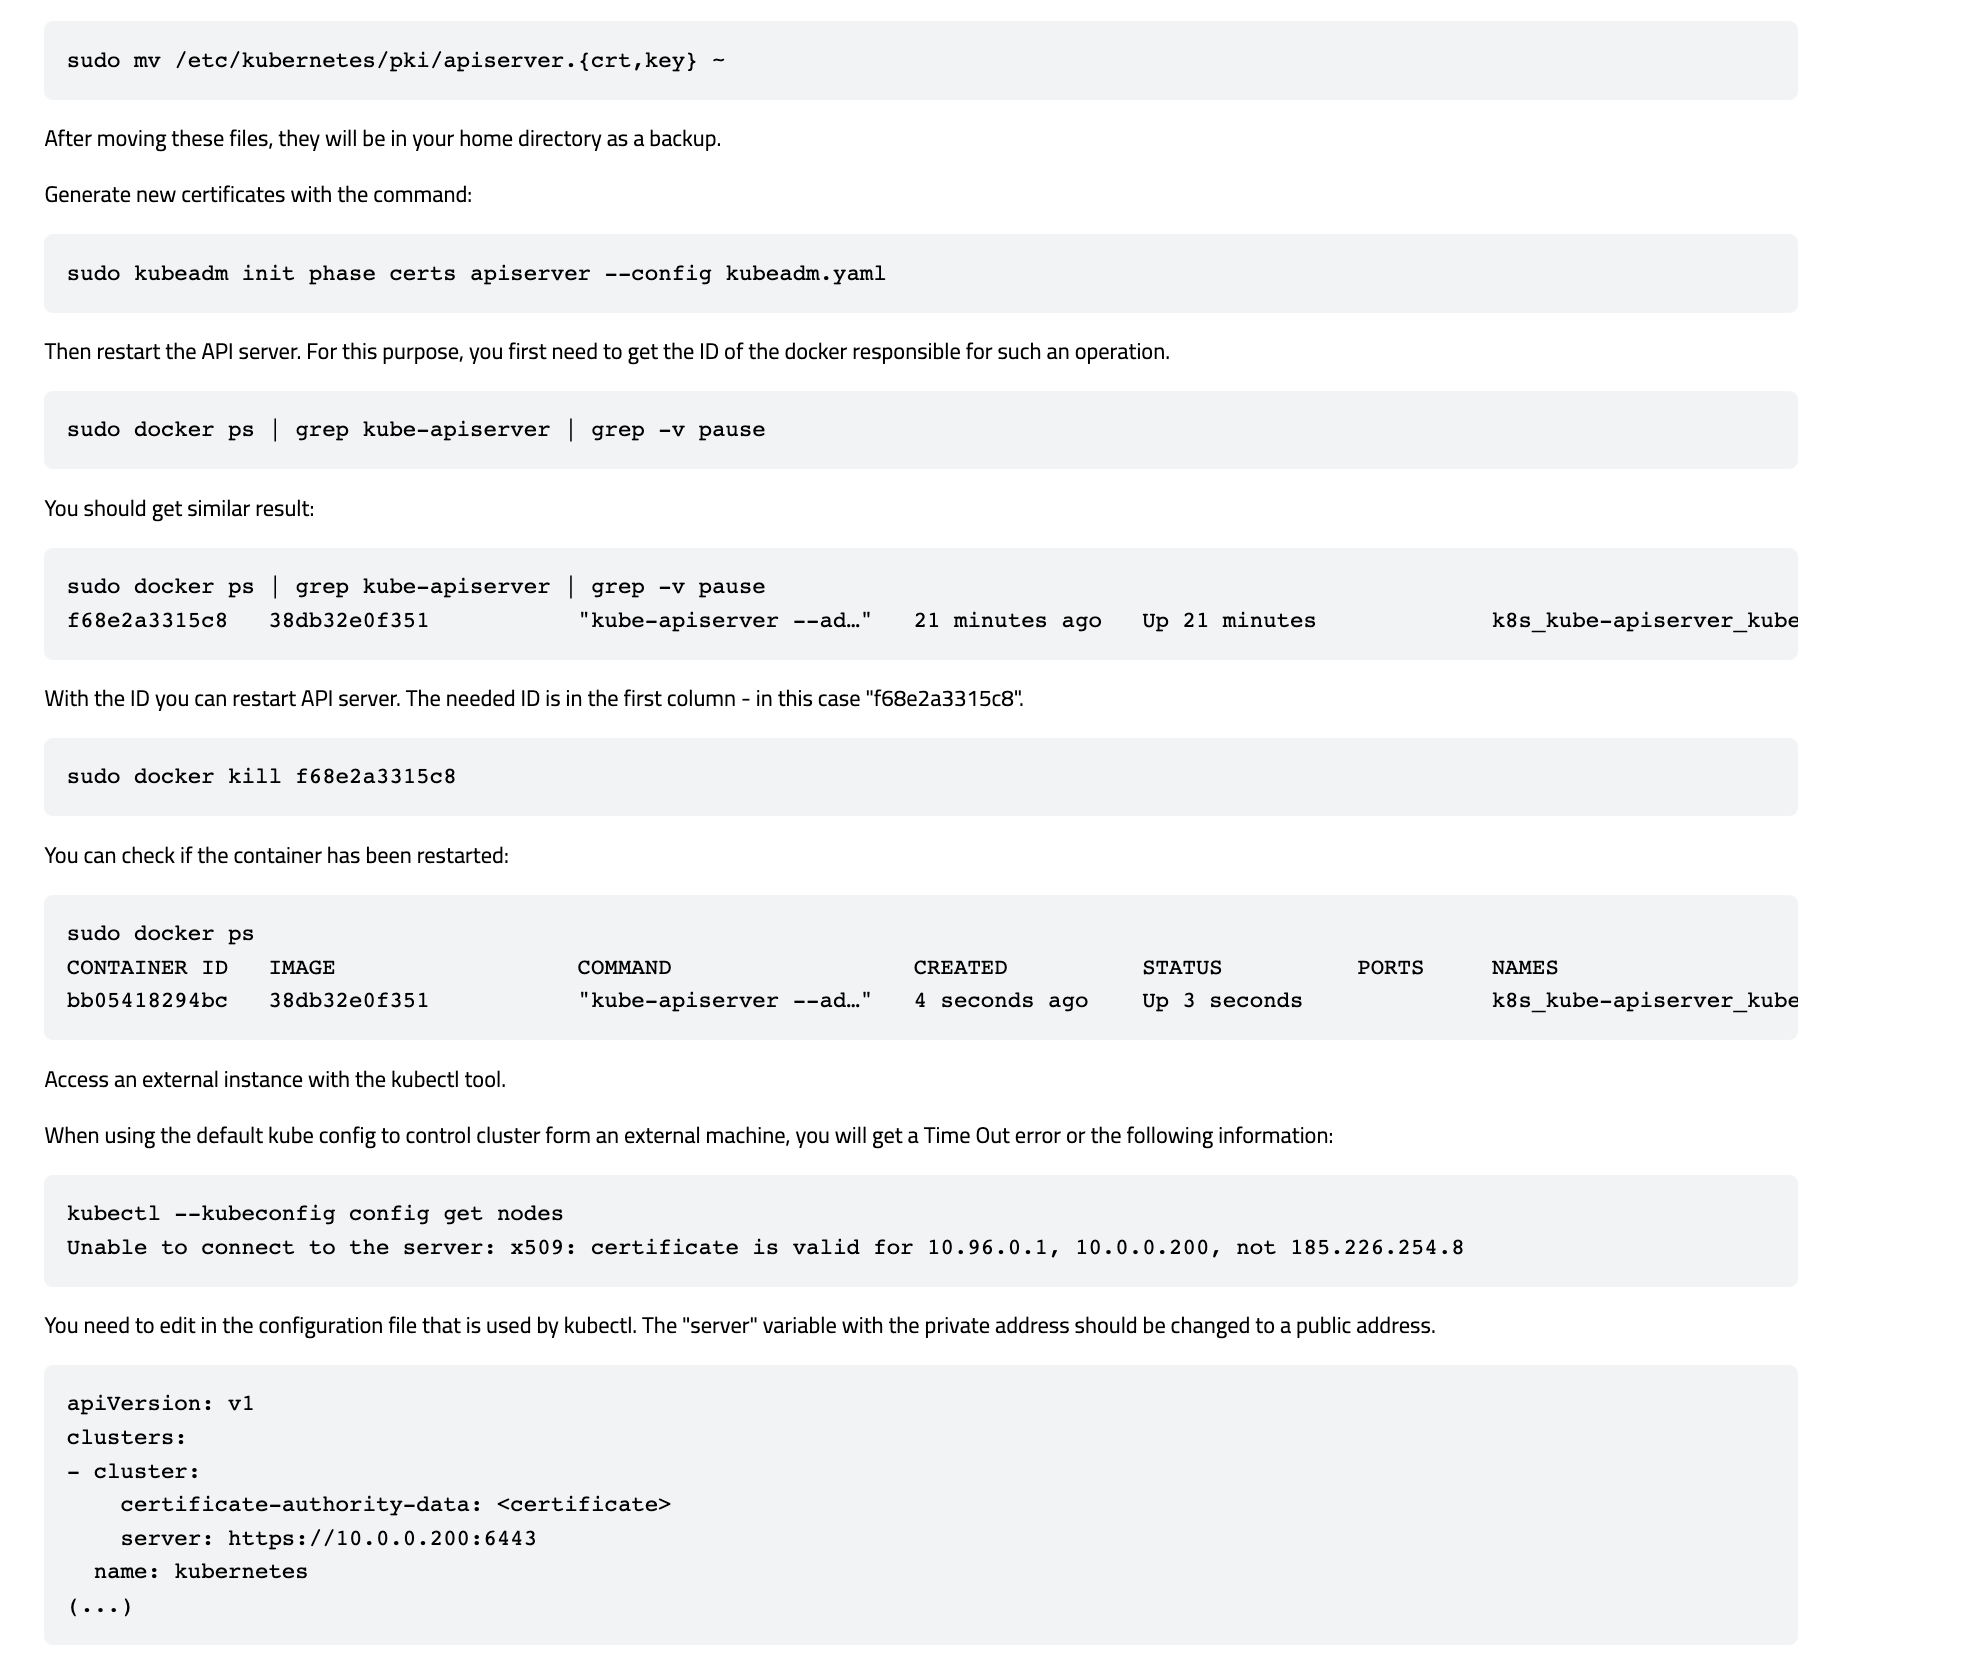 sudo mv /etc/kubernetes/pki/apiserver.{crt,key} ~
After moving these files, they will be in your home directory as a backup.
Generate new certificates with the command:
sudo kubeadm init phase certs apiserver --config kubeadm.yaml
Then restart the API server. For this purpose, you first need to get the ID of the docker responsible for such an operation.
sudo docker ps | grep kube-apiserver | grep -v pause
You should get similar result:
sudo docker ps | grep kube-apiserver | grep -v pause
f68e2a3315c8   38db32e0f351           "kube-apiserver --ad…"   21 minutes ago   Up 21 minutes             k8s_kube-apiserver_kube
With the ID you can restart API server. The needed ID is in the first column - in this case "f68e2a3315c8".
sudo docker kill f68e2a3315c8
You can check if the container has been restarted:
sudo docker ps
CONTAINER ID   IMAGE                  COMMAND                  CREATED          STATUS          PORTS     NAMES
bb05418294bc   38db32e0f351           "kube-apiserver --ad…"   4 seconds ago    Up 3 seconds              k8s_kube-apiserver_kube
Access an external instance with the kubectl tool.
When using the default kube config to control cluster form an external machine, you will get a Time Out error or the following information:
kubectl --kubeconfig config get nodes
Unable to connect to the server: x509: certificate is valid for 10.96.0.1, 10.0.0.200, not 185.226.254.8
You need to edit in the configuration file that is used by kubectl. The "server" variable with the private address should be changed to a public address.
apiVersion: v1
clusters:
- cluster:
    certificate-authority-data: <certificate>
    server: https://10.0.0.200:6443
  name: kubernetes
(...)